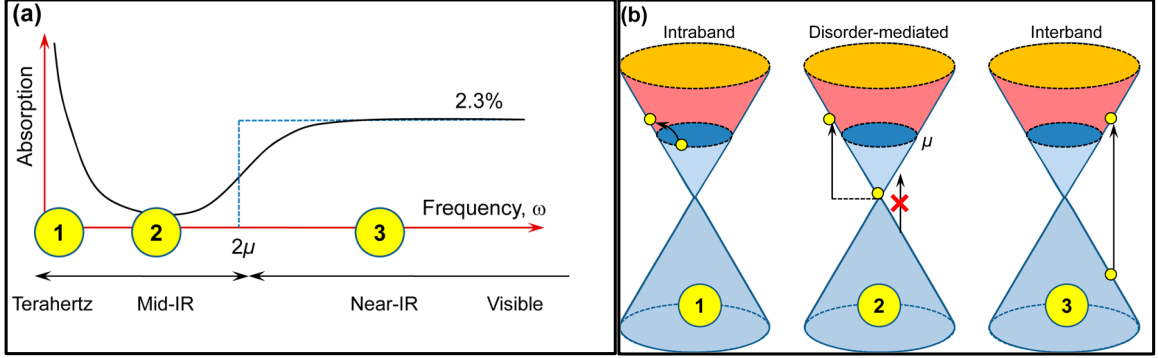 (a)
Absorption
2.3%
Frequency, ω
1
2
3
2μ
Terahertz
Mid-IR
Near-IR
Visible
(b)
Intraband
Disorder-mediated
Interband
μ
1
2
3